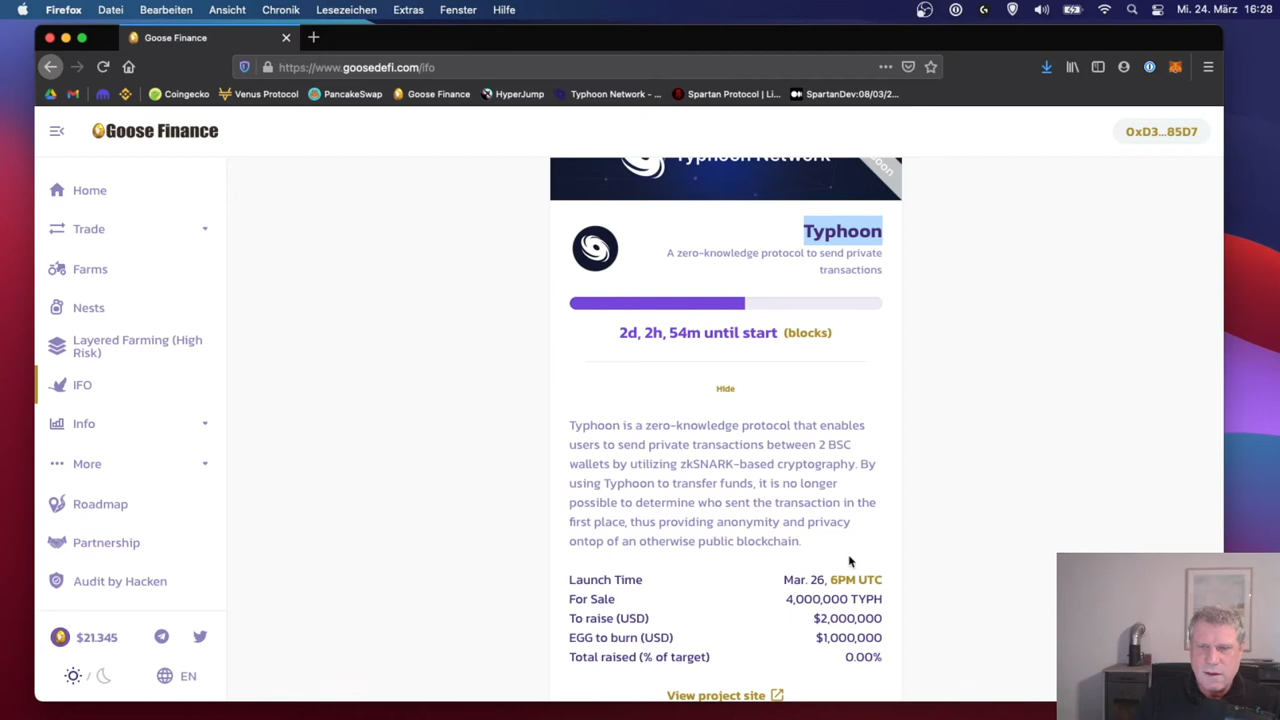 Firefox Datei Bearbeiten Ansicht Chronik Lesezeichen Extras Fenster Hilfe Mi. 24. März 16:28
Goose Finance
https://www.goosedefi.com/ifo
Coingecko Venus Protocol PancakeSwap Goose Finance HyperJump Typhoon Network - ... Spartan Protocol | Li... SpartanDev:08/03/2...
Goose Finance
0xD3...85D7
Home
Trade
Farms
Nests
Layered Farming (High
Risk)
IFO
Info
More
Roadmap
Partnership
Audit by Hacken
$21.345
/
EN
Typhoon Network
Typhoon
A zero-knowledge protocol to send private
transactions
2d, 2h, 54m until start (blocks)
Hide
Typhoon is a zero-knowledge protocol that enables
users to send private transactions between 2 BSC
wallets by utilizing zkSNARK-based cryptography. By
using Typhoon to transfer funds, it is no longer
possible to determine who sent the transaction in the
first place, thus providing anonymity and privacy
ontop of an otherwise public blockchain.
Launch Time Mar. 26, 6PM UTC
For Sale 4,000,000 TYPH
To raise (USD) $2,000,000
EGG to burn (USD) $1,000,000
Total raised (% of target) 0.00%
View project site